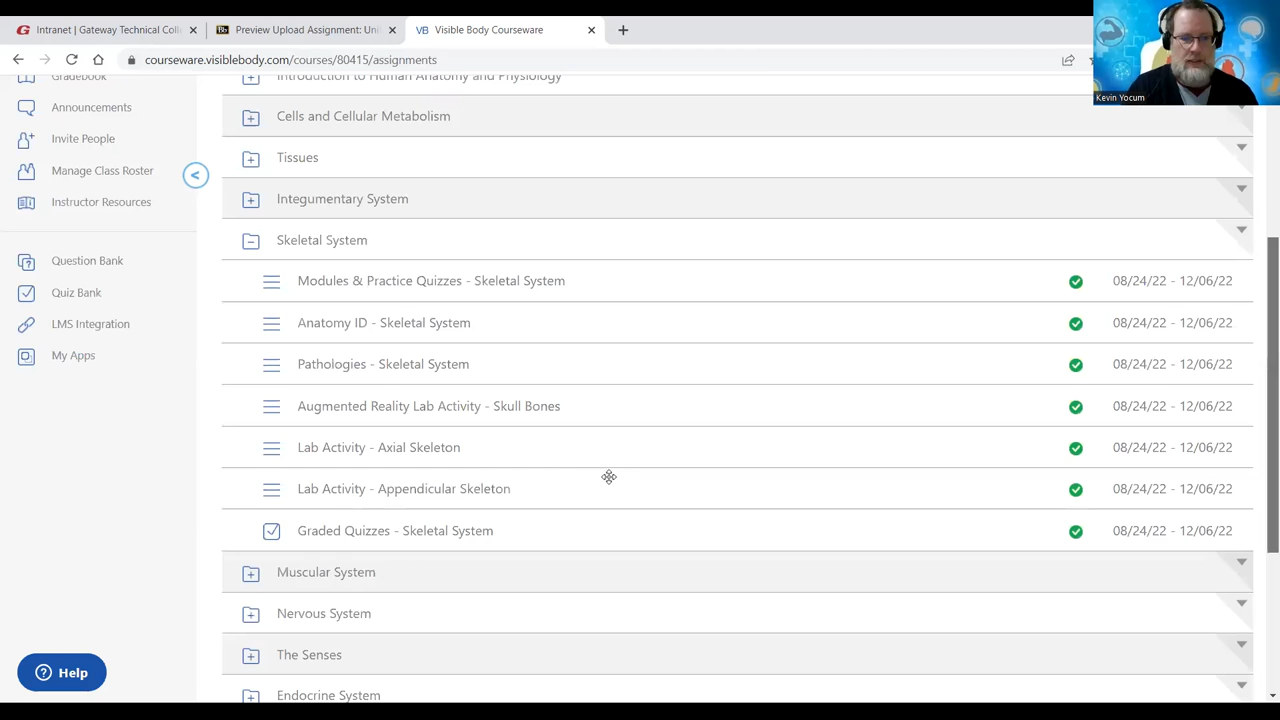 Intranet | Gateway Technical Coll
Preview Upload Assignment: Uni
Visible Body Courseware
courseware.visiblebody.com/courses/80415/assignments
Kevin Yocum
Gradebook
Announcements
Invite People
Manage Class Roster
Instructor Resources
Question Bank
Quiz Bank
LMS Integration
My Apps
Help
Introduction to Human Anatomy and Physiology
Cells and Cellular Metabolism
Tissues
Integumentary System
Skeletal System
Modules & Practice Quizzes - Skeletal System 08/24/22 - 12/06/22
Anatomy ID - Skeletal System 08/24/22 - 12/06/22
Pathologies - Skeletal System 08/24/22 - 12/06/22
Augmented Reality Lab Activity - Skull Bones 08/24/22 - 12/06/22
Lab Activity - Axial Skeleton 08/24/22 - 12/06/22
Lab Activity - Appendicular Skeleton 08/24/22 - 12/06/22
Graded Quizzes - Skeletal System 08/24/22 - 12/06/22
Muscular System
Nervous System
The Senses
Endocrine System